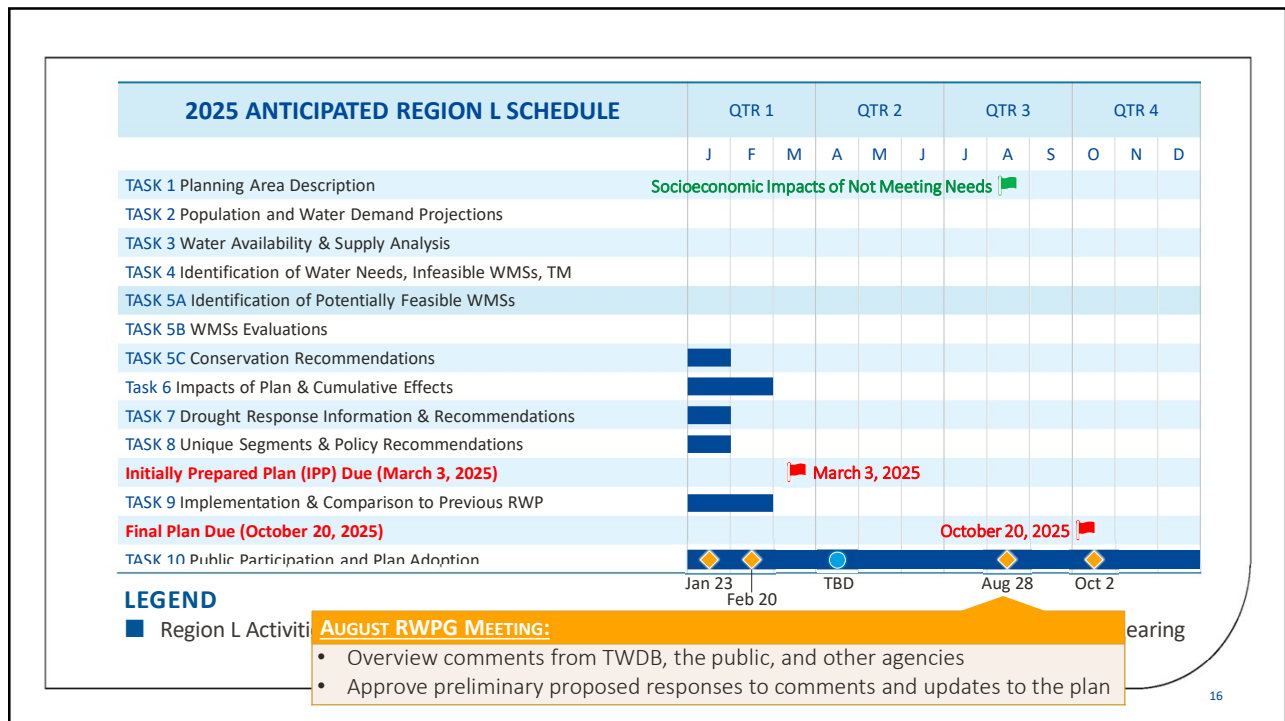 2025 ANTICIPATED REGION L SCHEDULE QTR 1 QTR 2 QTR 3 QTR 4
J F M A M J J A S O N D
TASK 1 Planning Area Description Socioeconomic Impacts of Not Meeting Needs
TASK 2 Population and Water Demand Projections
TASK 3 Water Availability & Supply Analysis
TASK 4 Identification of Water Needs, Infeasible WMSs, TM
TASK 5A Identification of Potentially Feasible WMSs
TASK 5B WMSs Evaluations
TASK 5C Conservation Recommendations
Task 6 Impacts of Plan & Cumulative Effects
TASK 7 Drought Response Information & Recommendations
TASK 8 Unique Segments & Policy Recommendations
Initially Prepared Plan (IPP) Due (March 3, 2025) March 3, 2025
TASK 9 Implementation & Comparison to Previous RWP
Final Plan Due (October 20, 2025) October 20, 2025
TASK 10 Public Participation and Plan Adoption
Jan 23 TBD Aug 28 Oct 2
Feb 20
LEGEND
Region L Activiti earing
AUGUST RWPG MEETING:
• Overview comments from TWDB, the public, and other agencies
• Approve preliminary proposed responses to comments and updates to the plan
16